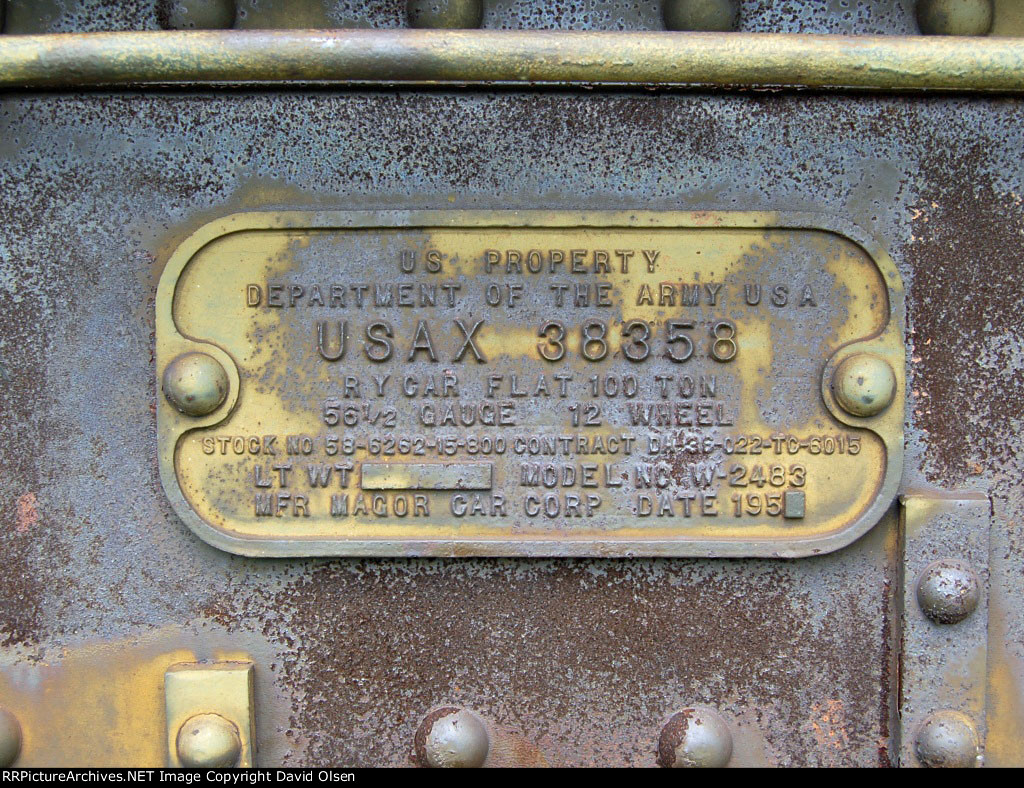 US PROPERTY
DEPARTMENT OF THE ARMY USA
USAX 38358
RY CAR FLAT 100 TON
56 1/2 GAUGE 12 WHEEL
STOCK NO 58-6262-15-800 CONTRACT DA-36-022-TC-6015
LT WT MODEL NO W-2483
MFR MAGOR CAR CORP DATE 195
RRPictureArchives.NET Image Copyright David Olsen